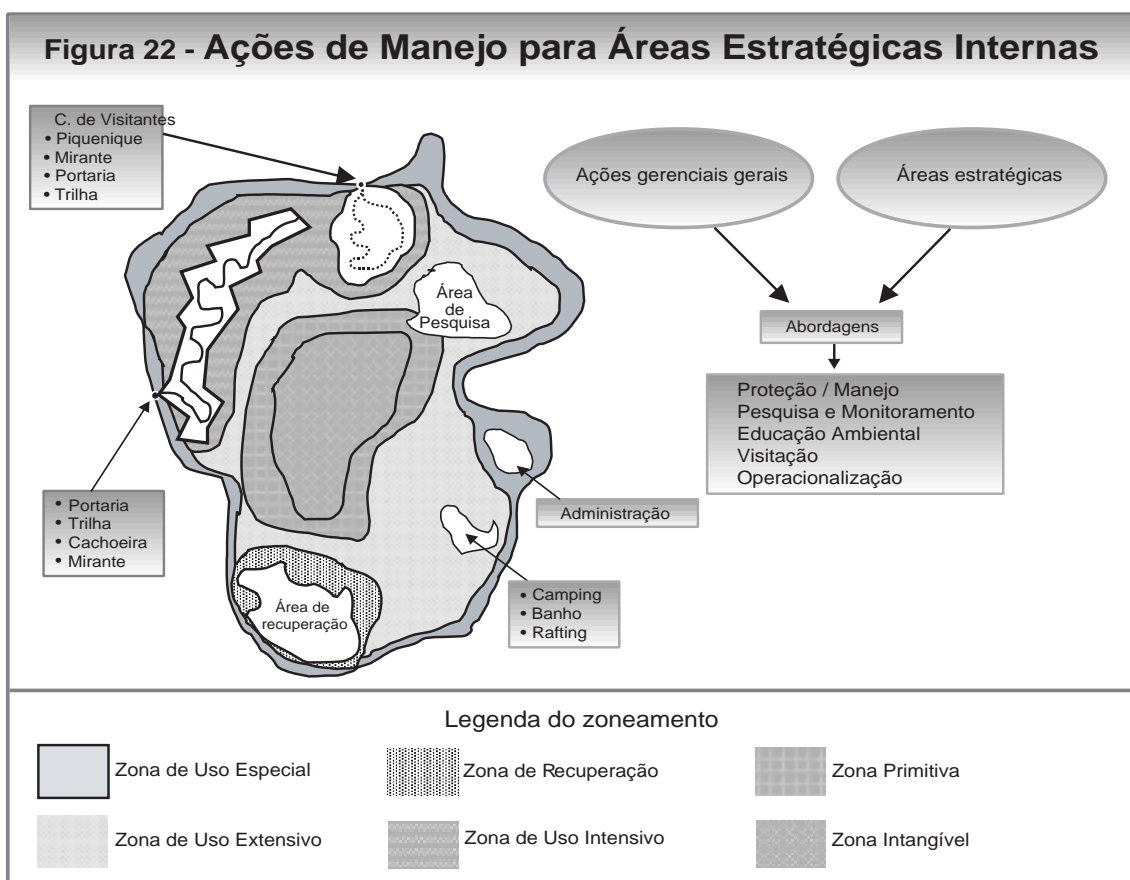 Figura 22 - Ações de Manejo para Áreas Estratégicas Internas
C. de Visitantes
• Piquenique
• Mirante
• Portaria
• Trilha
Ações gerenciais gerais
Áreas estratégicas
Área
de
Pesquisa
Abordagens
Proteção / Manejo
Pesquisa e Monitoramento
Educação Ambiental
Visitação
Operacionalização
• Portaria
• Trilha
• Cachoeira
• Mirante
Administração
• Camping
• Banho
• Rafting
Área de
recuperação
Legenda do zoneamento
Zona de Uso Especial
Zona de Recuperação
Zona Primitiva
Zona de Uso Extensivo
Zona de Uso Intensivo
Zona Intangível